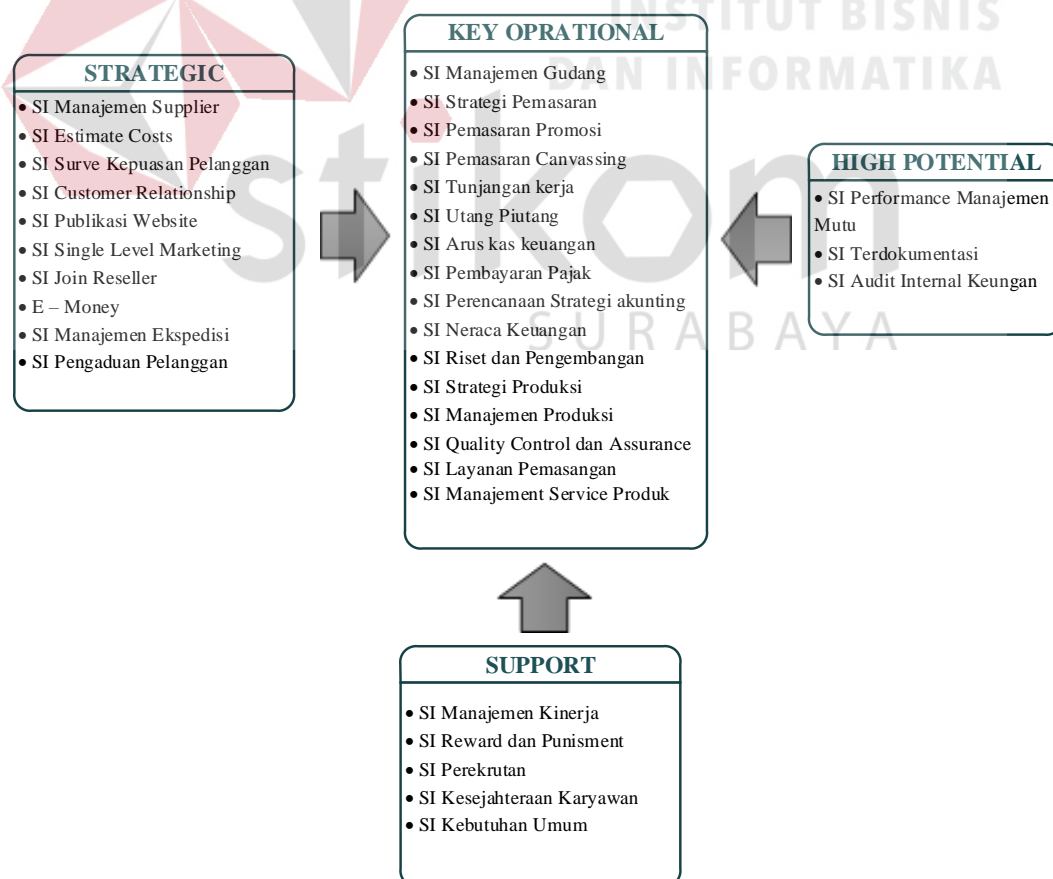 INSTITUT BISNIS
DAN INFORMATIKA
stikom
SURABAYA
STRATEGIC
• SI Manajemen Supplier
• SI Estimate Costs
• SI Surve Kepuasan Pelanggan
• SI Customer Relationship
• SI Publikasi Website
• SI Single Level Marketing
• SI Join Reseller
• E – Money
• SI Manajemen Ekspedisi
• SI Pengaduan Pelanggan
KEY OPRATIONAL
• SI Manajemen Gudang
• SI Strategi Pemasaran
• SI Pemasaran Promosi
• SI Pemasaran Canvassing
• SI Tunjangan kerja
• SI Utang Piutang
• SI Arus kas keuangan
• SI Pembayaran Pajak
• SI Perencanaan Strategi akunting
• SI Neraca Keuangan
• SI Riset dan Pengembangan
• SI Strategi Produksi
• SI Manajemen Produksi
• SI Quality Control dan Assurance
• SI Layanan Pemasangan
• SI Manajement Service Produk
HIGH POTENTIAL
• SI Performance Manajemen
Mutu
• SI Terdokumentasi
• SI Audit Internal Keungan
SUPPORT
• SI Manajemen Kinerja
• SI Reward dan Punisment
• SI Perekrutan
• SI Kesejahteraan Karyawan
• SI Kebutuhan Umum